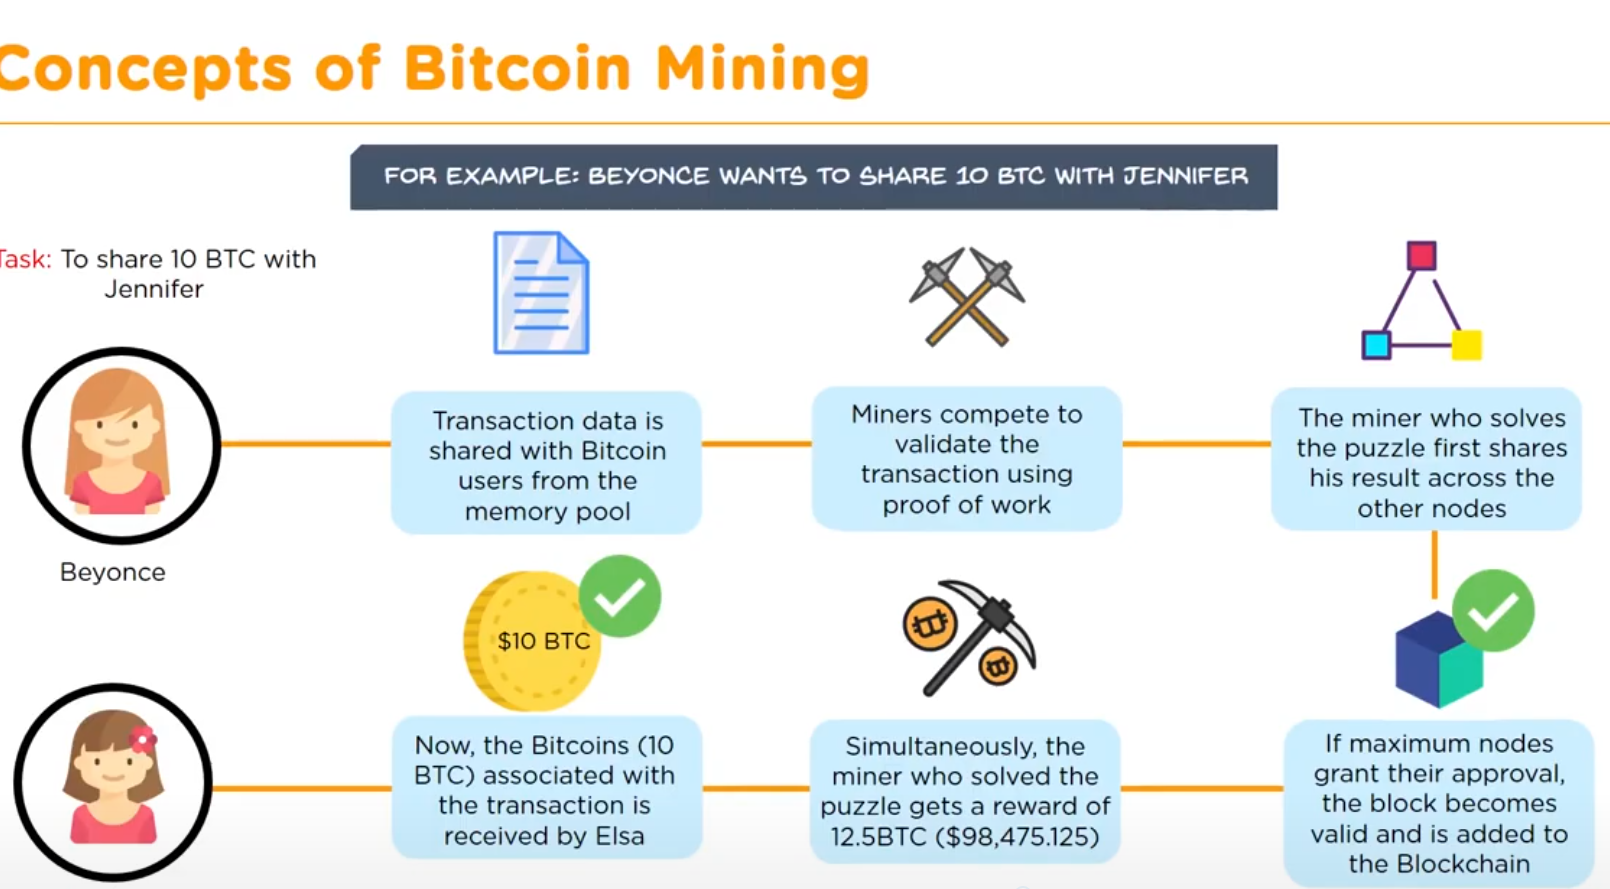 Concepts of Bitcoin Mining
FOR EXAMPLE: BEYONCE WANTS TO SHARE 10 BTC WITH JENNIFER
Task: To share 10 BTC with
Jennifer
Transaction data is
shared with Bitcoin
users from the
memory pool
Miners compete to
validate the
transaction using
proof of work
The miner who solves
the puzzle first shares
his result across the
other nodes
Beyonce
$10 BTC
Now, the Bitcoins (10
BTC) associated with
the transaction is
received by Elsa
Simultaneously, the
miner who solved the
puzzle gets a reward of
12.5BTC ($98,475.125)
If maximum nodes
grant their approval,
the block becomes
valid and is added to
the Blockchain